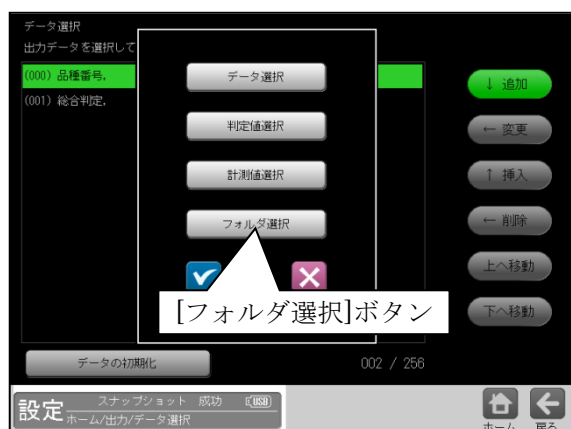 データ選択
出力データを選択して
(000) 品種番号,
(001) 総合判定,
データ選択
判定値選択
計測値選択
フォルダ選択
[フォルダ選択]ボタン
↓ 追加
← 変更
↑ 挿入
← 削除
上へ移動
下へ移動
データの初期化
002 / 256
設定
スナップショット 成功 USB
ホーム/出力/データ選択
ホーム
戻る